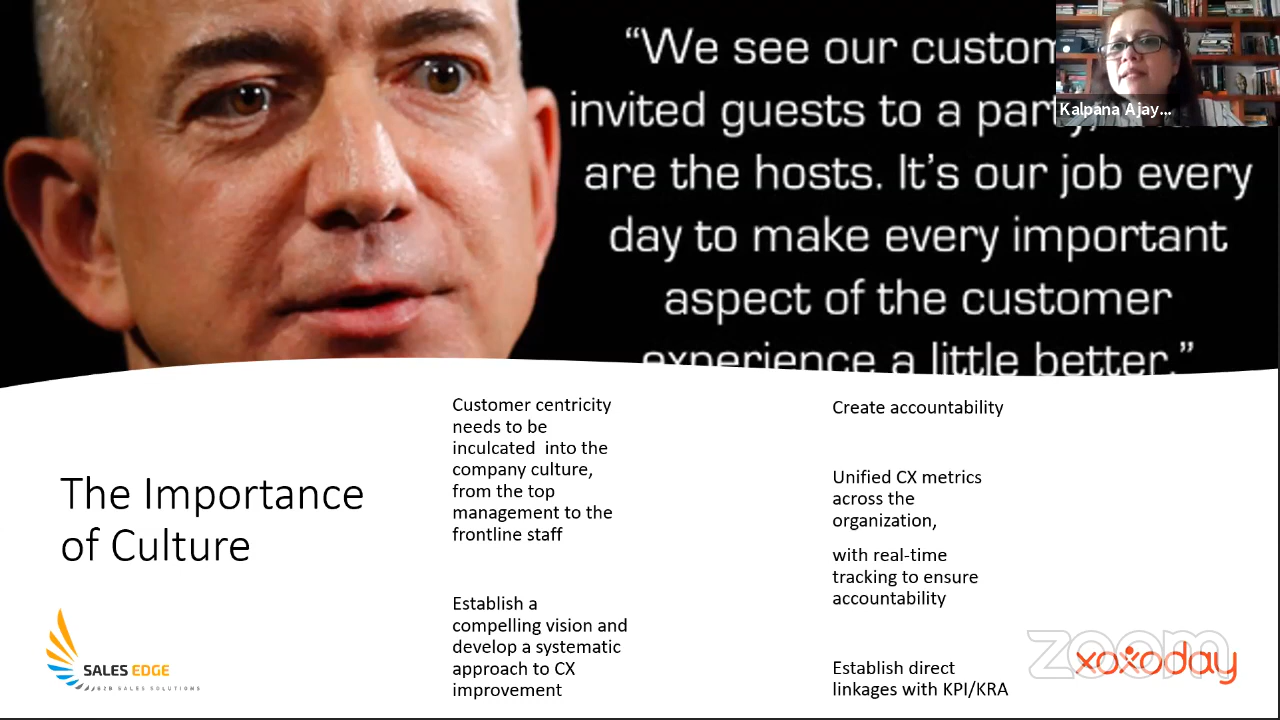 “We see our custom
invited guests to a party,
are the hosts. It’s our job every
day to make every important
aspect of the customer
experience a little better.”
Kalpana Ajay...
The Importance
of Culture
Customer centricity
needs to be
inculcated  into the
company culture,
from the top
management to the
frontline staff
Establish a
compelling vision and
develop a systematic
approach to CX
improvement
Create accountability
Unified CX metrics
across the
organization,
with real-time
tracking to ensure
accountability
Establish direct
linkages with KPI/KRA
SALES EDGE
B2B SALES SOLUTIONS
zoom
xoxoday